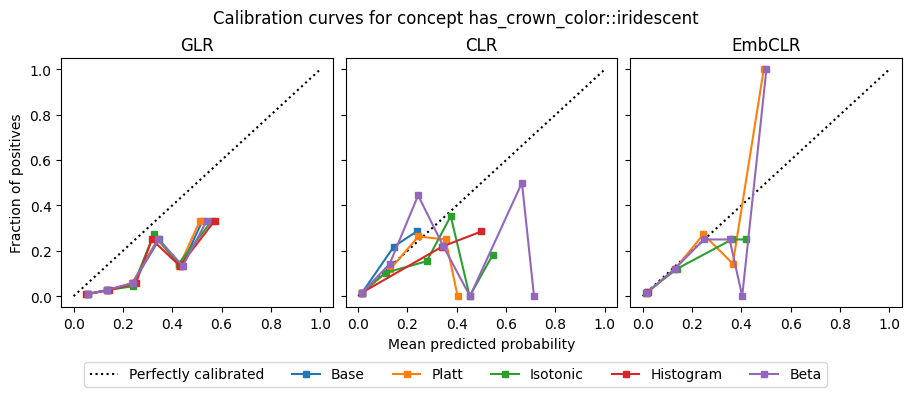 Calibration curves for concept has_crown_color::iridescent
GLR CLR EmbCLR
Fraction of positives
1.0
0.8
0.6
0.4
0.2
0.0
0.0 0.2 0.4 0.6 0.8 1.0 0.0 0.2 0.4 0.6 0.8 1.0 0.0 0.2 0.4 0.6 0.8 1.0
Mean predicted probability
Perfectly calibrated Base Platt Isotonic Histogram Beta